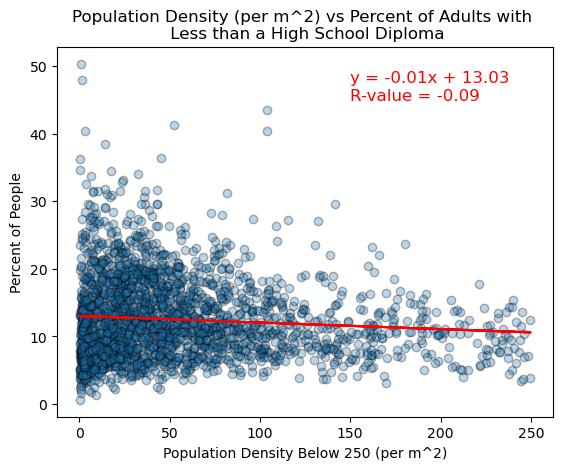 Population Density (per m^2) vs Percent of Adults with
Less than a High School Diploma
y = -0.01x + 13.03
R-value = -0.09
50
40
30
20
10
0
Percent of People
0 50 100 150 200 250
Population Density Below 250 (per m^2)